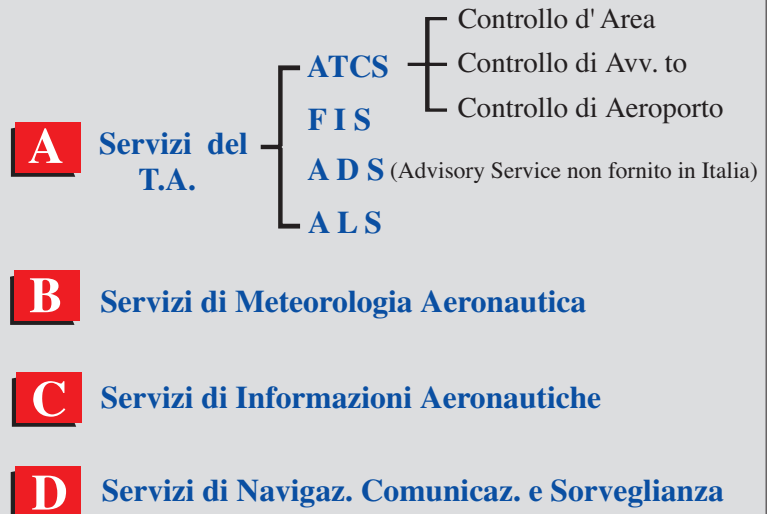 Controllo d' Area
ATCS Controllo di Avv. to
Controllo di Aeroporto
F I S
A Servizi del
T.A.
A D S (Advisory Service non fornito in Italia)
A L S
B Servizi di Meteorologia Aeronautica
C Servizi di Informazioni Aeronautiche
D Servizi di Navigaz. Comunicaz. e Sorveglianza